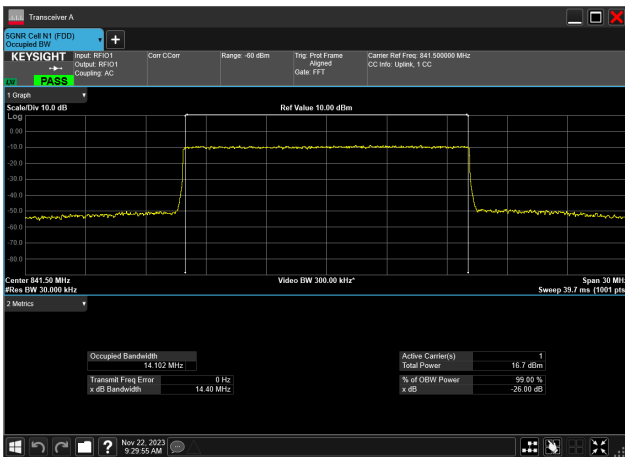 Transceiver A
5GNR Cell N1 (FDD)
Occupied BW
KEYSIGHT
LXI
PASS
Input: RFIO1
Output: RFIO1
Coupling: AC
Corr CCorr
Range: -60 dBm
Trig: Prot Frame
Aligned
Gate: FFT
Carrier Ref Freq: 841.500000 MHz
CC Info: Uplink, 1 CC
1 Graph
Scale/Div 10.0 dB
Ref Value 10.00 dBm
Log
0.00
-10.0
-20.0
-30.0
-40.0
-50.0
-60.0
-70.0
-80.0
Center 841.50 MHz
Video BW 300.00 kHz*
Span 30 MHz
#Res BW 30.000 kHz
Sweep 39.7 ms (1001 pts
2 Metrics
Occupied Bandwidth
14.102 MHz
Transmit Freq Error 0 Hz
x dB Bandwidth 14.40 MHz
Active Carrier(s) 1
Total Power 16.7 dBm
% of OBW Power 99.00 %
x dB -26.00 dB
?
Nov 22, 2023
9:29:55 AM